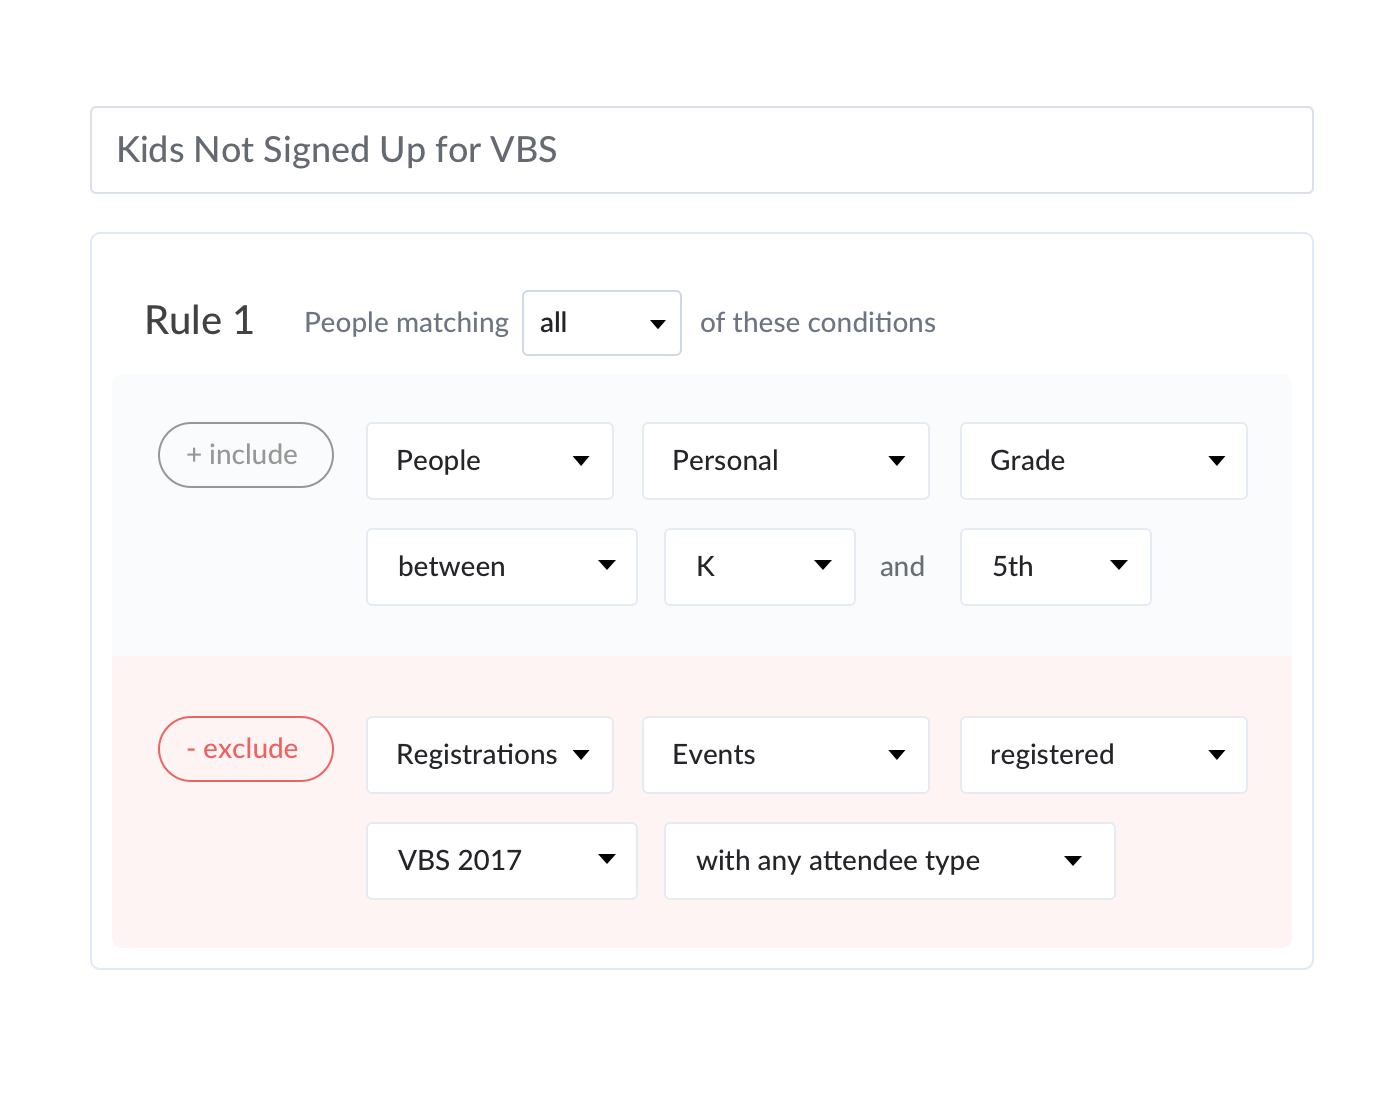 Kids Not Signed Up for VBS
Rule 1 People matching all of these conditions
+ include People Personal Grade
between K and 5th
- exclude Registrations Events registered
VBS 2017 with any attendee type